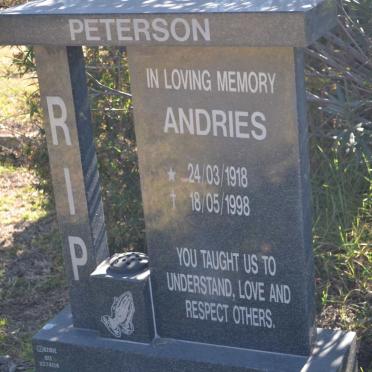 PETERSON
RIP
IN LOVING MEMORY
ANDRIES
24/03/1918
18/05/1998
YOU TAUGHT US TO
UNDERSTAND, LOVE AND
RESPECT OTHERS.